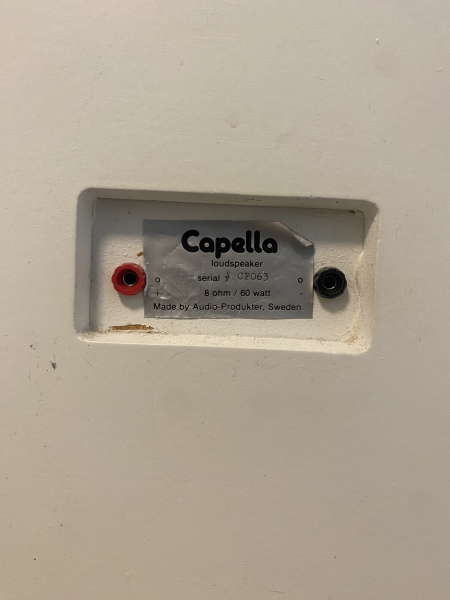 Capella
loudspeaker
serial # CP063
+ 8 ohm / 60 watt -
Made by Audio-Produkter, Sweden